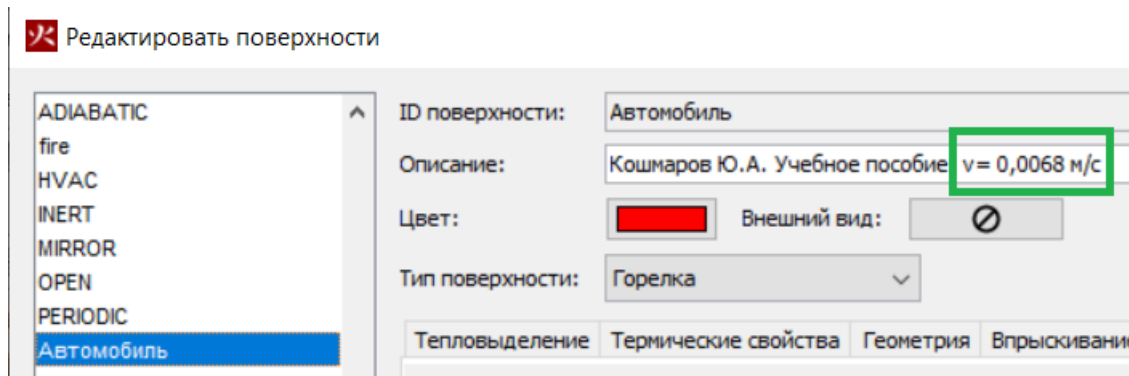 Редактировать поверхности
ADIABATIC
fire
HVAC
INERT
MIRROR
OPEN
PERIODIC
Автомобиль
ID поверхности: Автомобиль
Описание: Кошмаров Ю.А. Учебное пособие v= 0,0068 м/с
Цвет: Внешний вид:
Тип поверхности: Горелка
Тепловыделение Термические свойства Геометрия Впрыскивание